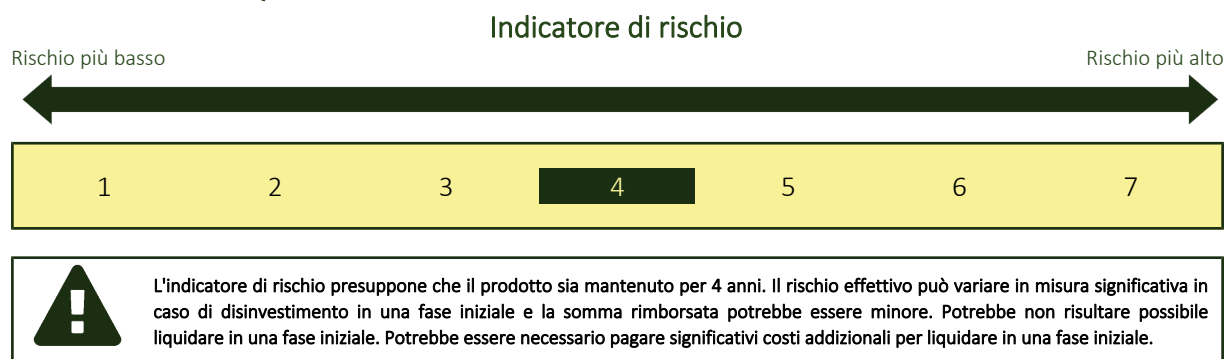 Indicatore di rischio
Rischio più basso
Rischio più alto
1 2 3 4 5 6 7
L'indicatore di rischio presuppone che il prodotto sia mantenuto per 4 anni. Il rischio effettivo può variare in misura significativa in
caso di disinvestimento in una fase iniziale e la somma rimborsata potrebbe essere minore. Potrebbe non risultare possibile
liquidare in una fase iniziale. Potrebbe essere necessario pagare significativi costi addizionali per liquidare in una fase iniziale.